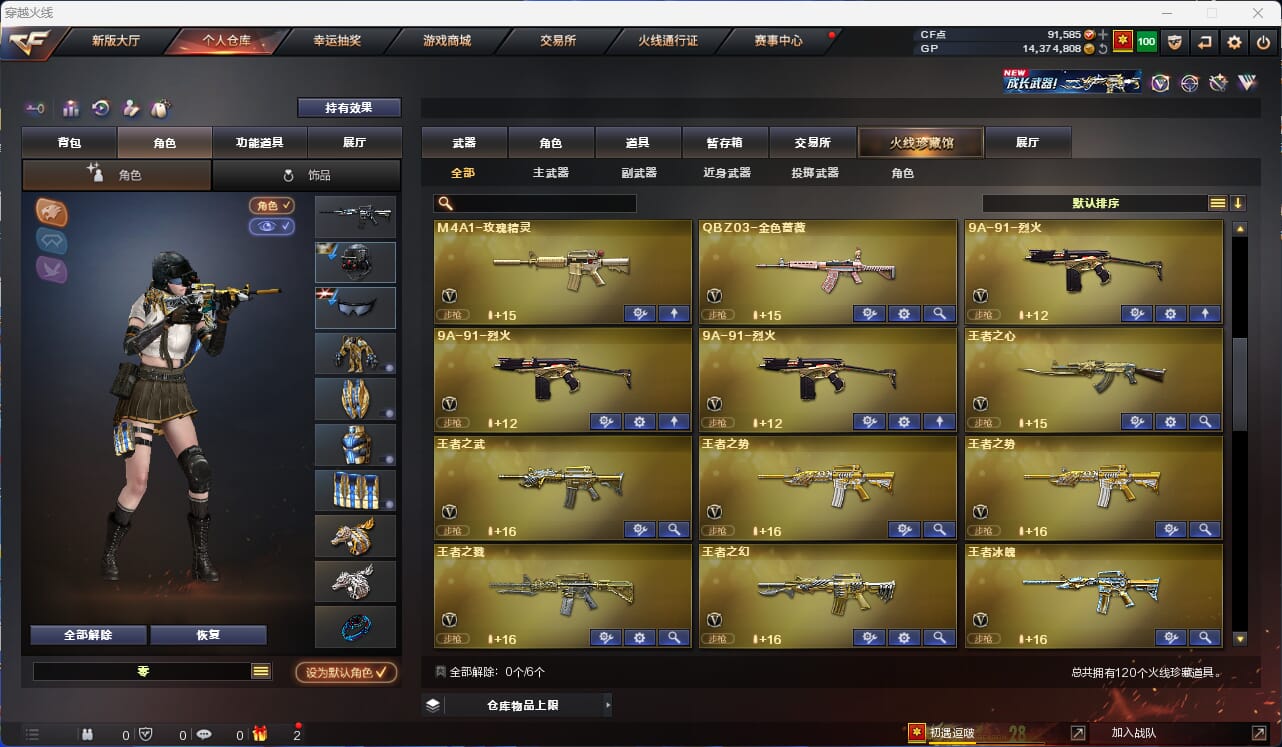 穿越火线
CF
新版大厅 个人仓库 幸运抽奖 游戏商城 交易所 火线通行证 赛事中心
CF点 91,585
GP 14,374,808
100
NEW
成长武器!
持有效果
背包 角色 功能道具 展厅
角色 饰品
角色
武器 角色 道具 暂存箱 交易所 火线珍藏馆 展厅
全部 主武器 副武器 近身武器 投掷武器 角色
默认排序
M4A1-玫瑰精灵 QBZ03-金色蔷薇 9A-91-烈火
步枪 +15 步枪 +15 步枪 +12
9A-91-烈火 9A-91-烈火 王者之心
步枪 +12 步枪 +12 步枪 +15
王者之武 王者之势 王者之势
步枪 +16 步枪 +16 步枪 +16
王者之戮 王者之幻 王者冰魄
步枪 +16 步枪 +16 步枪 +16
全部解除 恢复
零
设为默认角色
全部解除: 0个/6个
总共拥有120个火线珍藏道具。
仓库物品上限
0 0 0 2
初遇逗啵
28
加入战队